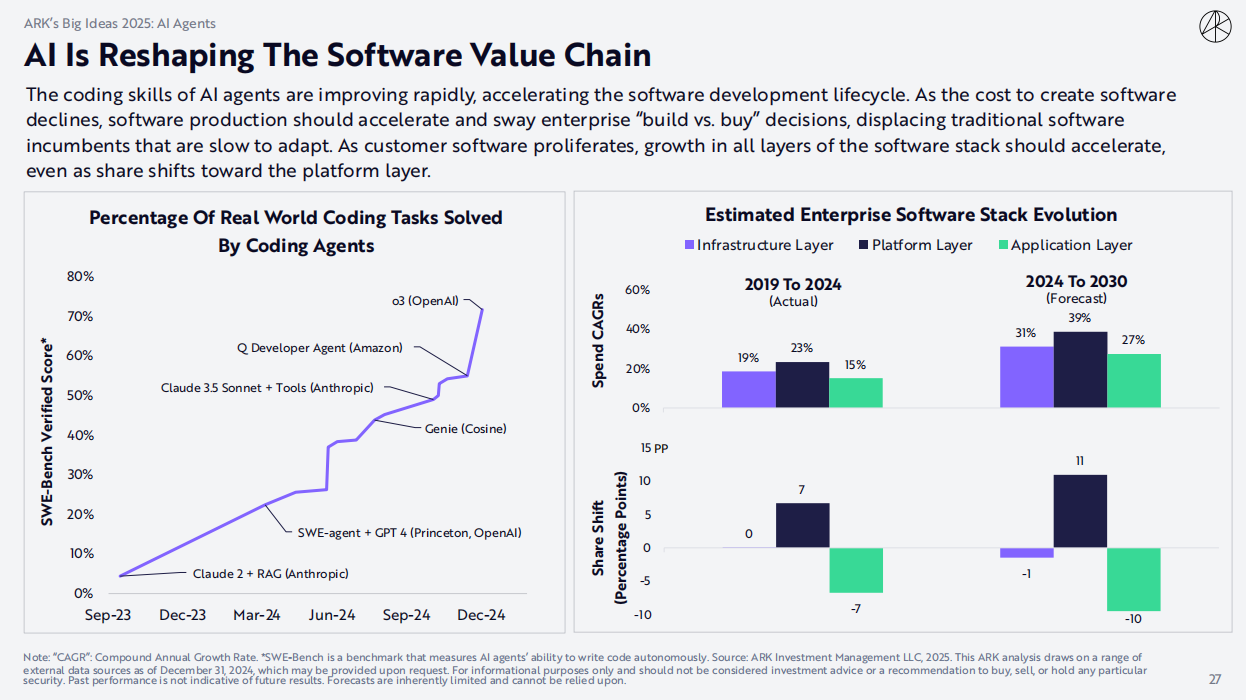 ARK's Big Ideas 2025: AI Agents
AI Is Reshaping The Software Value Chain
The coding skills of AI agents are improving rapidly, accelerating the software development lifecycle. As the cost to create software
declines, software production should accelerate and sway enterprise “build vs. buy” decisions, displacing traditional software
incumbents that are slow to adapt. As customer software proliferates, growth in all layers of the software stack should accelerate,
even as share shifts toward the platform layer.
Percentage Of Real World Coding Tasks Solved
By Coding Agents
SWE-Bench Verified Score*
80%
70%
60%
50%
40%
30%
20%
10%
0%
o3 (OpenAI)
Q Developer Agent (Amazon)
Claude 3.5 Sonnet + Tools (Anthropic)
Genie (Cosine)
SWE-agent + GPT 4 (Princeton, OpenAI)
Claude 2 + RAG (Anthropic)
Sep-23 Dec-23 Mar-24 Jun-24 Sep-24 Dec-24
Estimated Enterprise Software Stack Evolution
Infrastructure Layer Platform Layer Application Layer
Spend CAGRs
60%
40%
20%
0%
2019 To 2024
(Actual)
19% 23% 15%
2024 To 2030
(Forecast)
31% 39% 27%
Share Shift
(Percentage Points)
15 PP
10
5
0
-5
-10
0 7 -7
-1 11 -10
Note: “CAGR”: Compound Annual Growth Rate. *SWE-Bench is a benchmark that measures AI agents' ability to write code autonomously. Source: ARK Investment Management LLC, 2025. This ARK analysis draws on a range of
external data sources as of December 31, 2024, which may be provided upon request. For informational purposes only and should not be considered investment advice or a recommendation to buy, sell, or hold any particular
security. Past performance is not indicative of future results. Forecasts are inherently limited and cannot be relied upon.
27